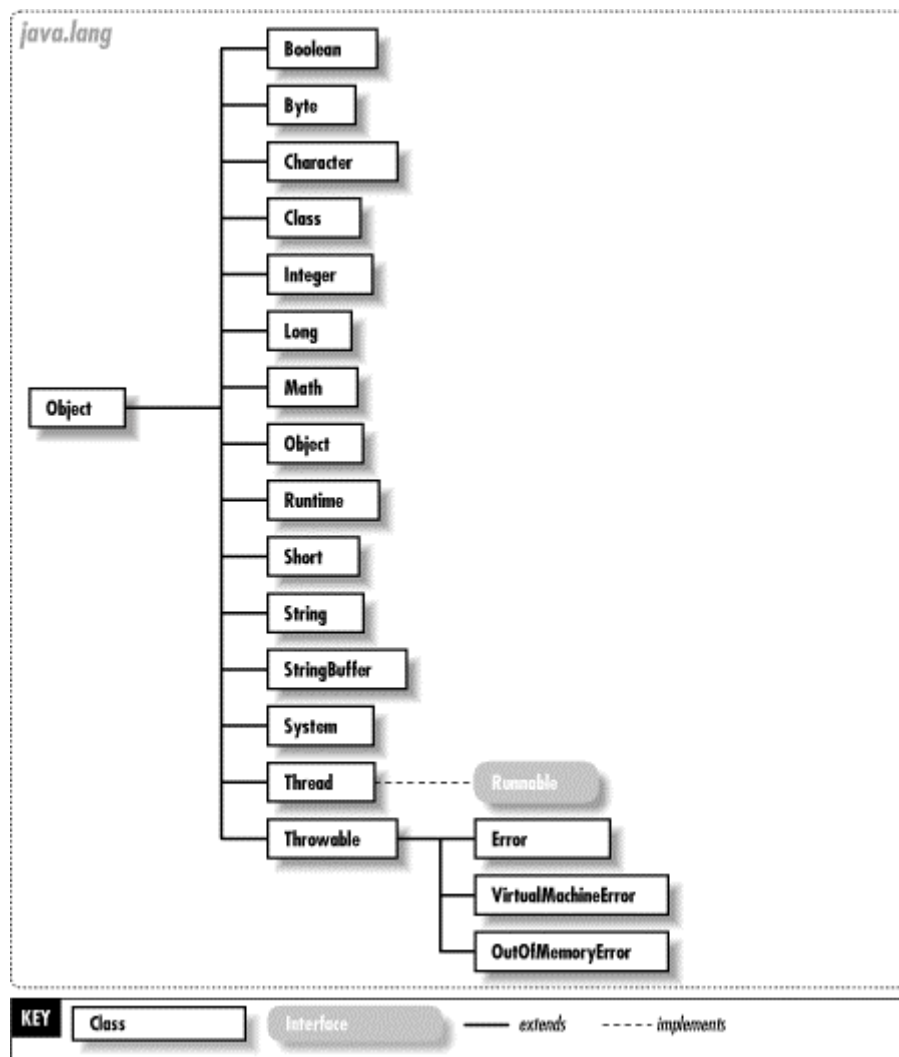 java.lang
Boolean
Byte
Character
Class
Integer
Long
Math
Object
Object
Runtime
Short
String
StringBuffer
System
Thread
Runnable
Throwable
Error
VirtualMachineError
OutOfMemoryError
KEY
Class
Interface
extends
implements